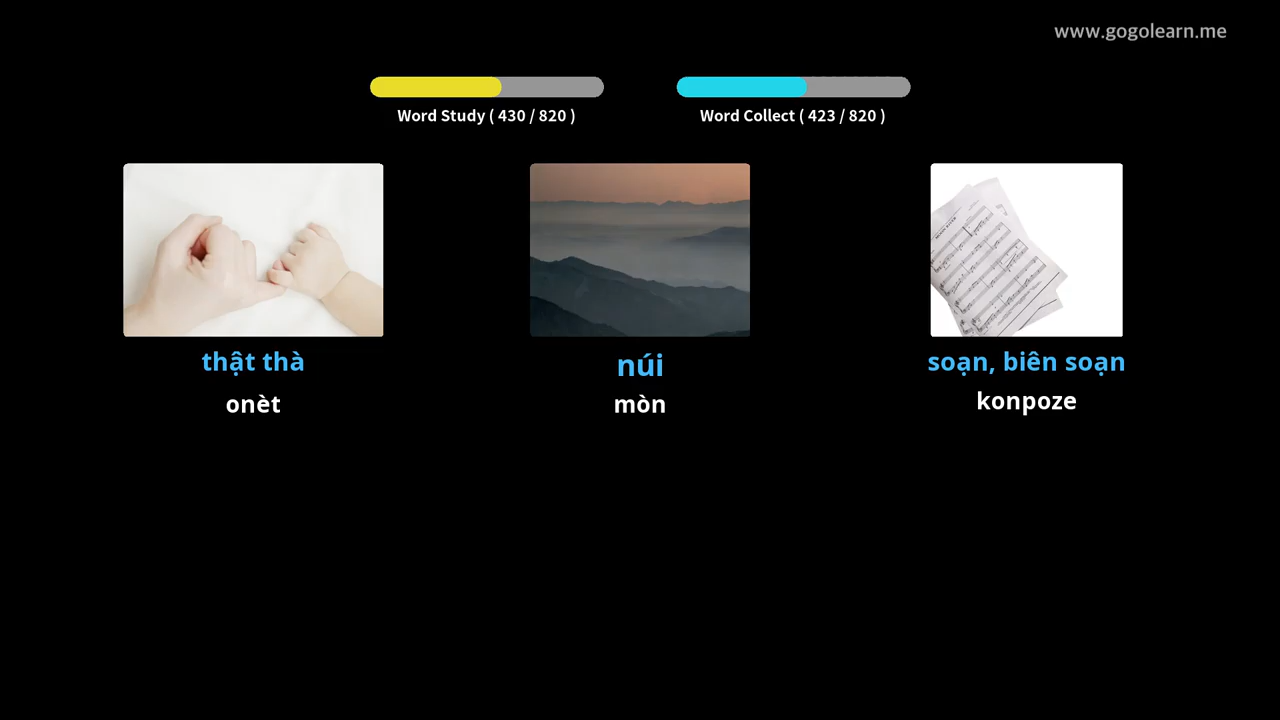 www.gogolearn.me
Word Study ( 430 / 820 )
Word Collect ( 423 / 820 )
thật thà
núi
soạn, biên soạn
onèt
mòn
konpoze